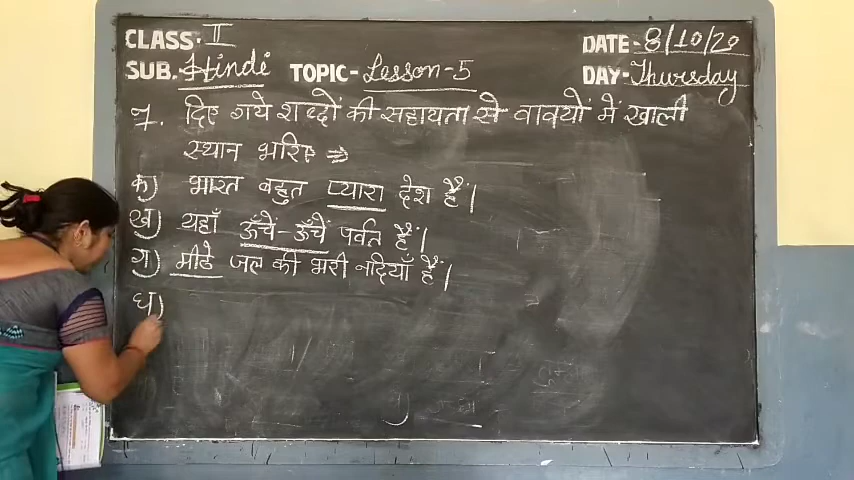 CLASS. II
DATE- 8/10/20
SUB. Hindi TOPIC- Lesson-5
DAY- Thursday
1. दिए गये शब्दों की सहायता से वाक्यों में खाली
स्थान भरिए ⇒
क) भारत बहुत प्यारा देश हैं।
ख) यहाँ ऊँचें-ऊँचें पर्वत हैं।
ग) मीठे जल की भरी नदियाँ हैं।
घ)